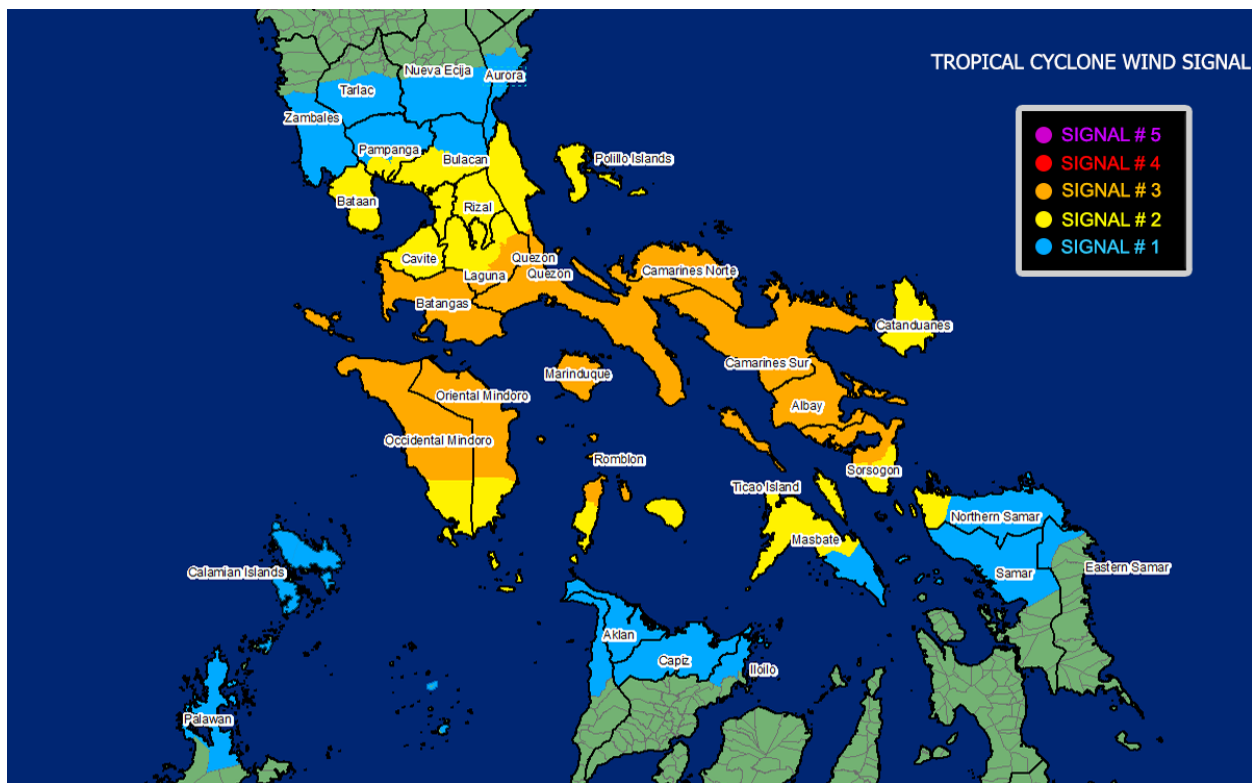 TROPICAL CYCLONE WIND SIGNAL
SIGNAL # 5
SIGNAL # 4
SIGNAL # 3
SIGNAL # 2
SIGNAL # 1
Nueva Ecija
Aurora
Tarlac
Zambales
Pampanga
Bulacan
Polillo Islands
Bataan
Rizal
Cavite
Quezon
Laguna
Quezon
Camarines Norte
Batangas
Catanduanes
Camarines Sur
Marinduque
Oriental Mindoro
Albay
Occidental Mindoro
Romblon
Sorsogon
Ticao Island
Northern Samar
Masbate
Calamian Islands
Samar
Eastern Samar
Aklan
Capiz
Iloilo
Palawan